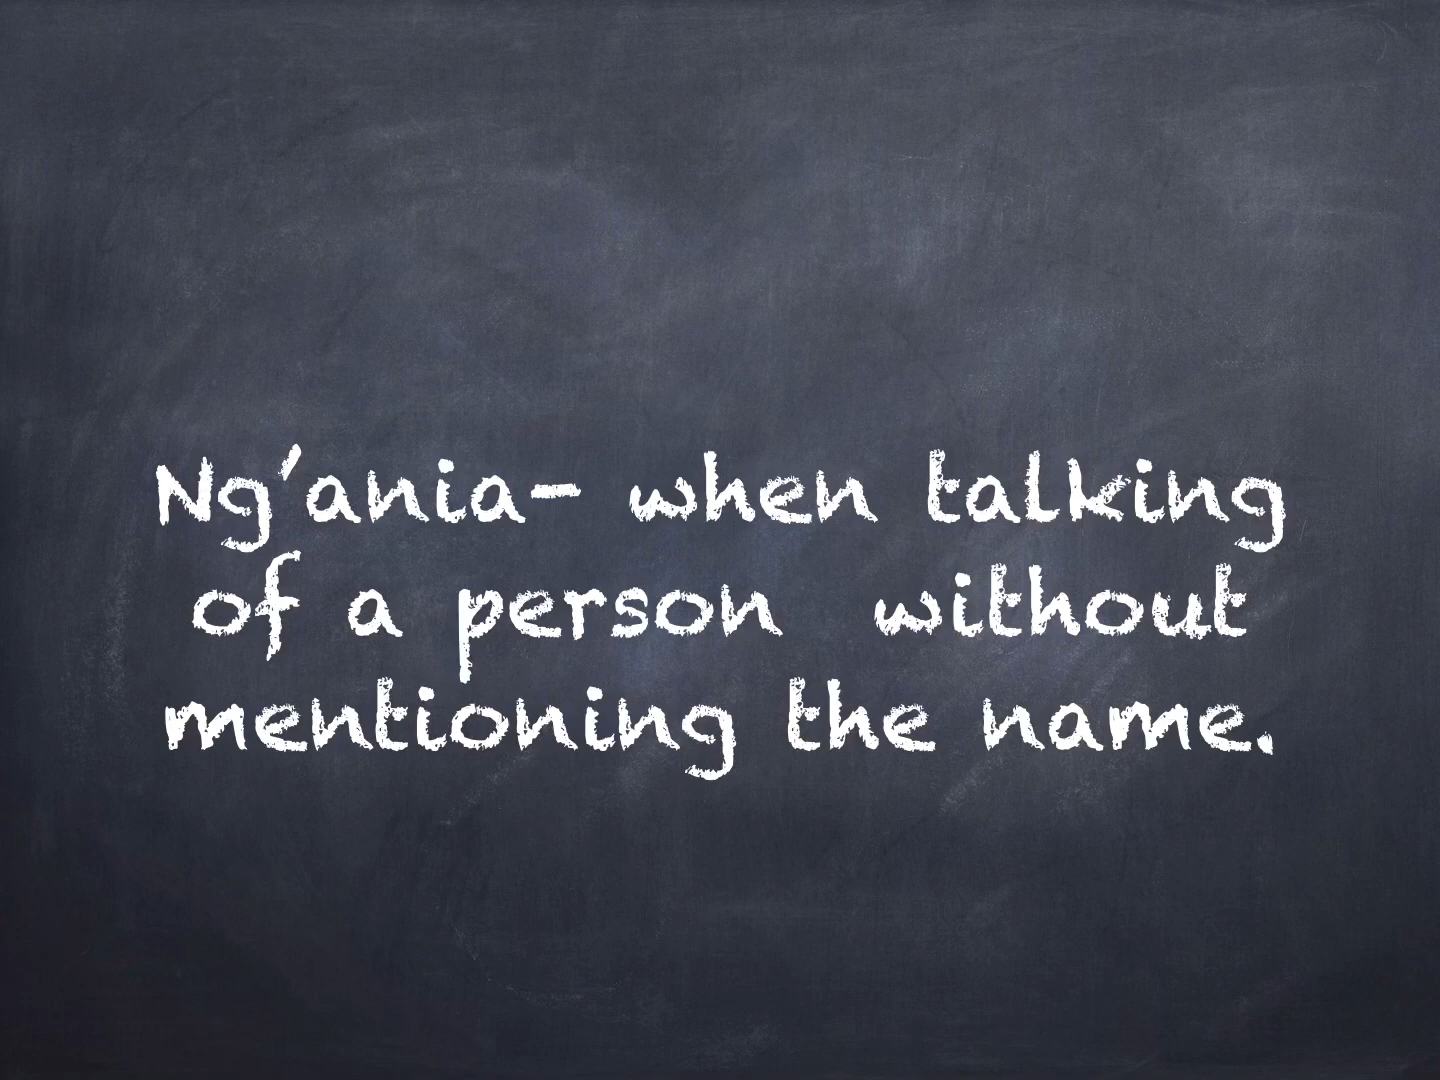 Ng’ania- when talking
of a person  without
mentioning the name.